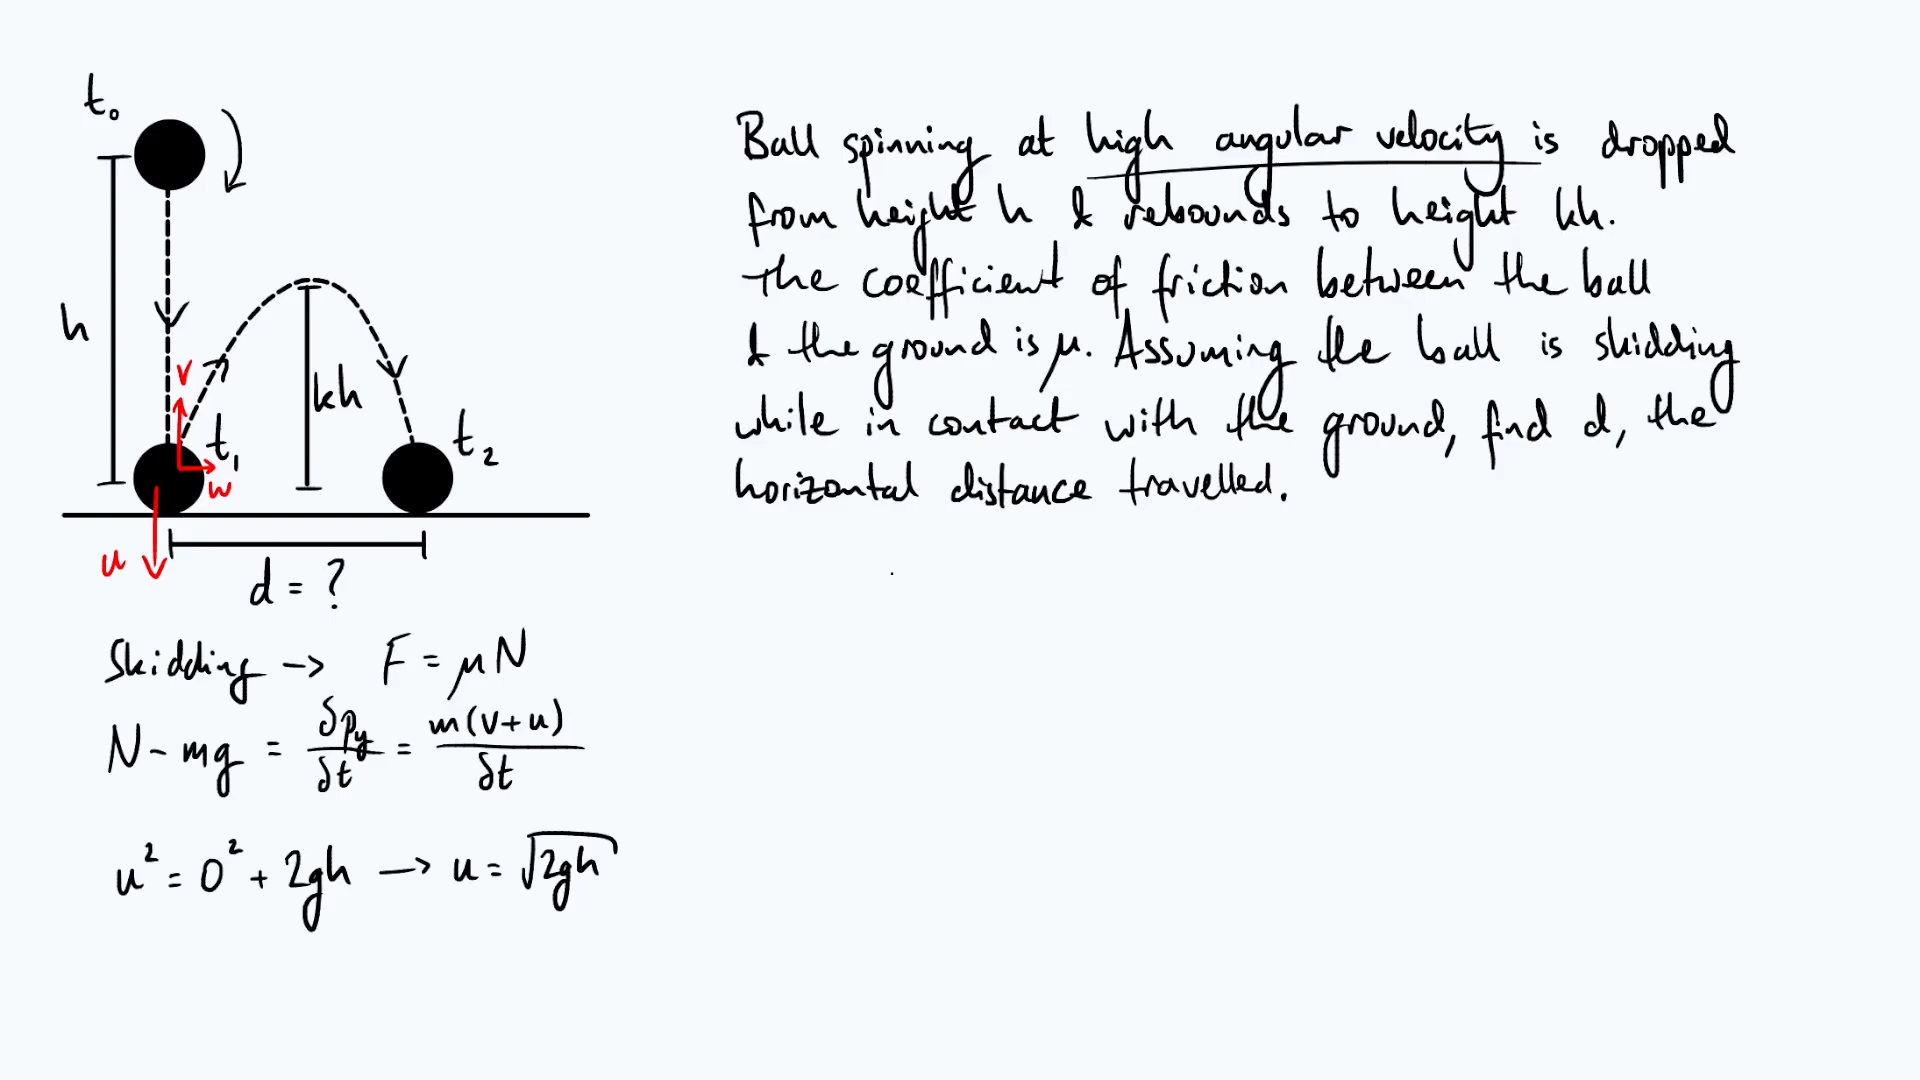 t₀
h
v
kh
t₁
w
t₂
u
d = ?
Skidding -> F = μN
N - mg = δp_y/δt = m(v+u)/δt
u² = 0² + 2gh -> u = √2gh
Ball spinning at high angular velocity is dropped
from height h & rebounds to height kh.
The coefficient of friction between the ball
& the ground is μ. Assuming the ball is skidding
while in contact with the ground, find d, the
horizontal distance travelled.